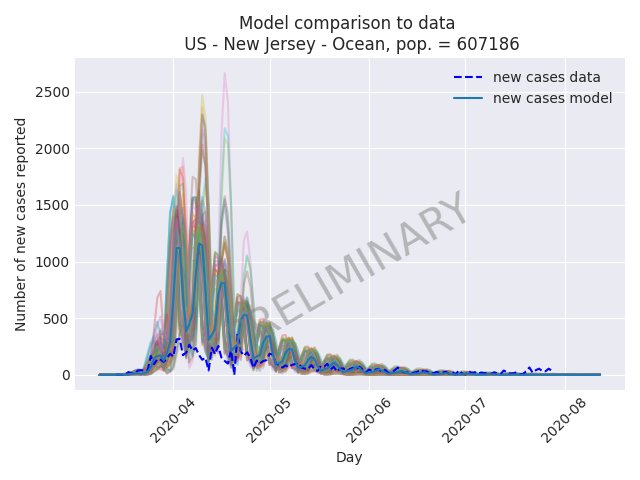 Model comparison to data
US - New Jersey - Ocean, pop. = 607186
new cases data
new cases model
PRELIMINARY
Number of new cases reported
2500
2000
1500
1000
500
0
2020-04
2020-05
2020-06
2020-07
2020-08
Day